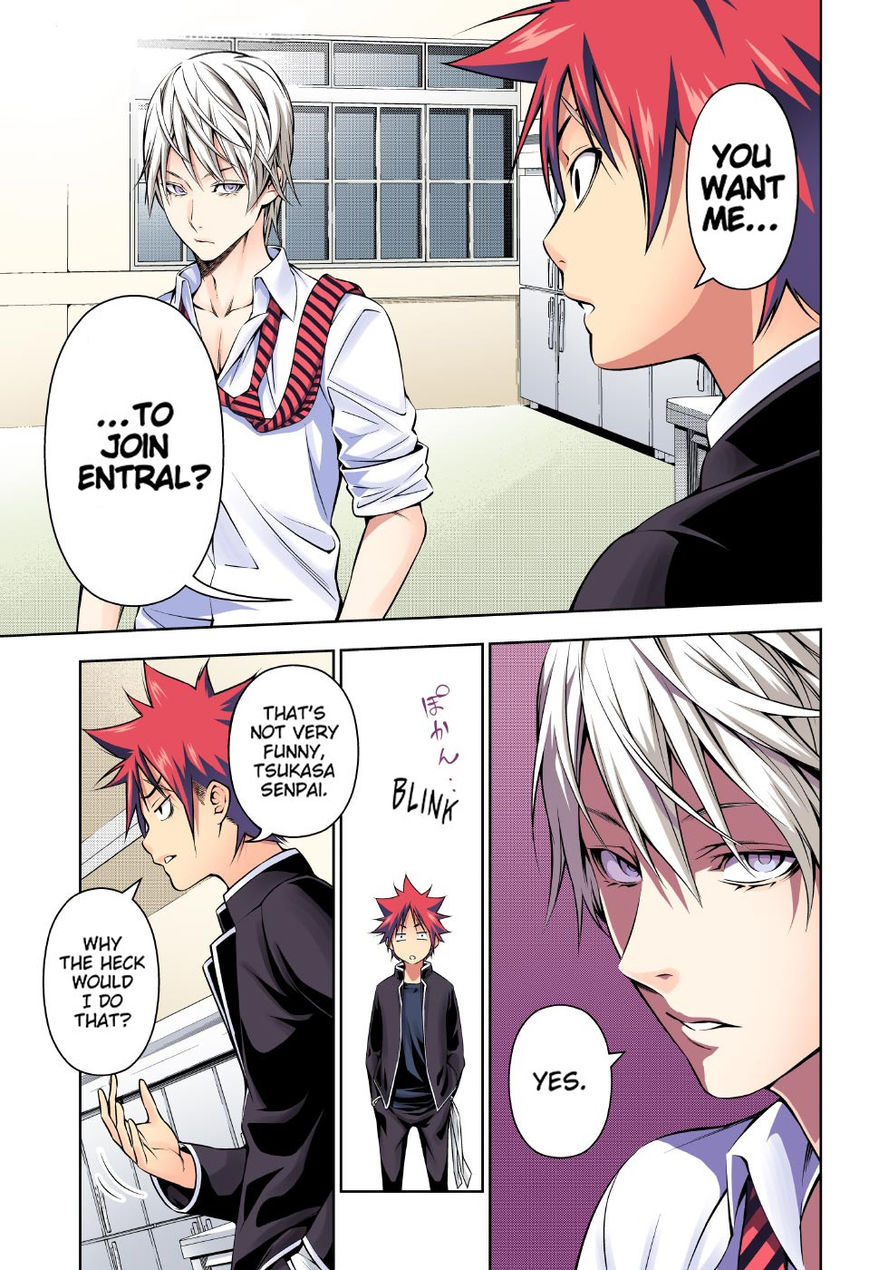 YOU
WANT
ME...
...TO
JOIN
ENTRAL?
YES.
ぽかん…
BLINK
THAT'S
NOT VERY
FUNNY,
TSUKASA
SENPAI.
WHY
THE HECK
WOULD
I DO
THAT?